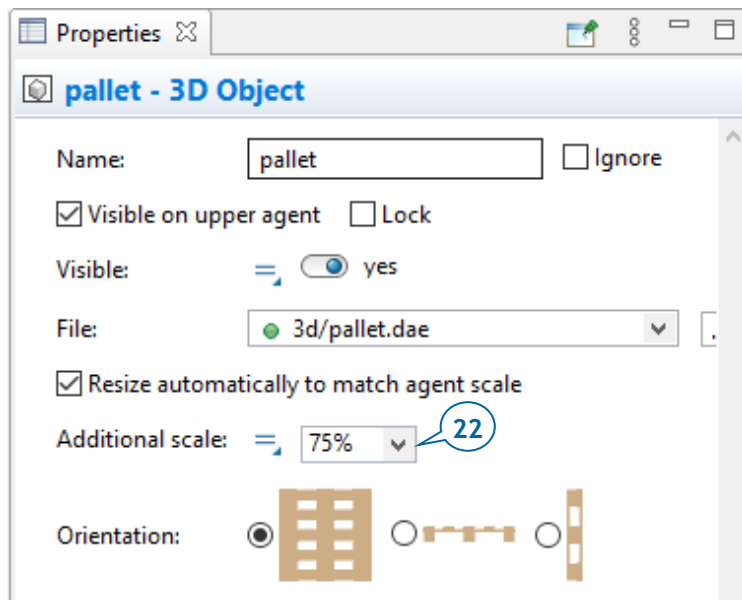 Properties
pallet - 3D Object
Name: pallet Ignore
Visible on upper agent Lock
Visible: yes
File: 3d/pallet.dae .
Resize automatically to match agent scale
Additional scale: 75% 22
Orientation: